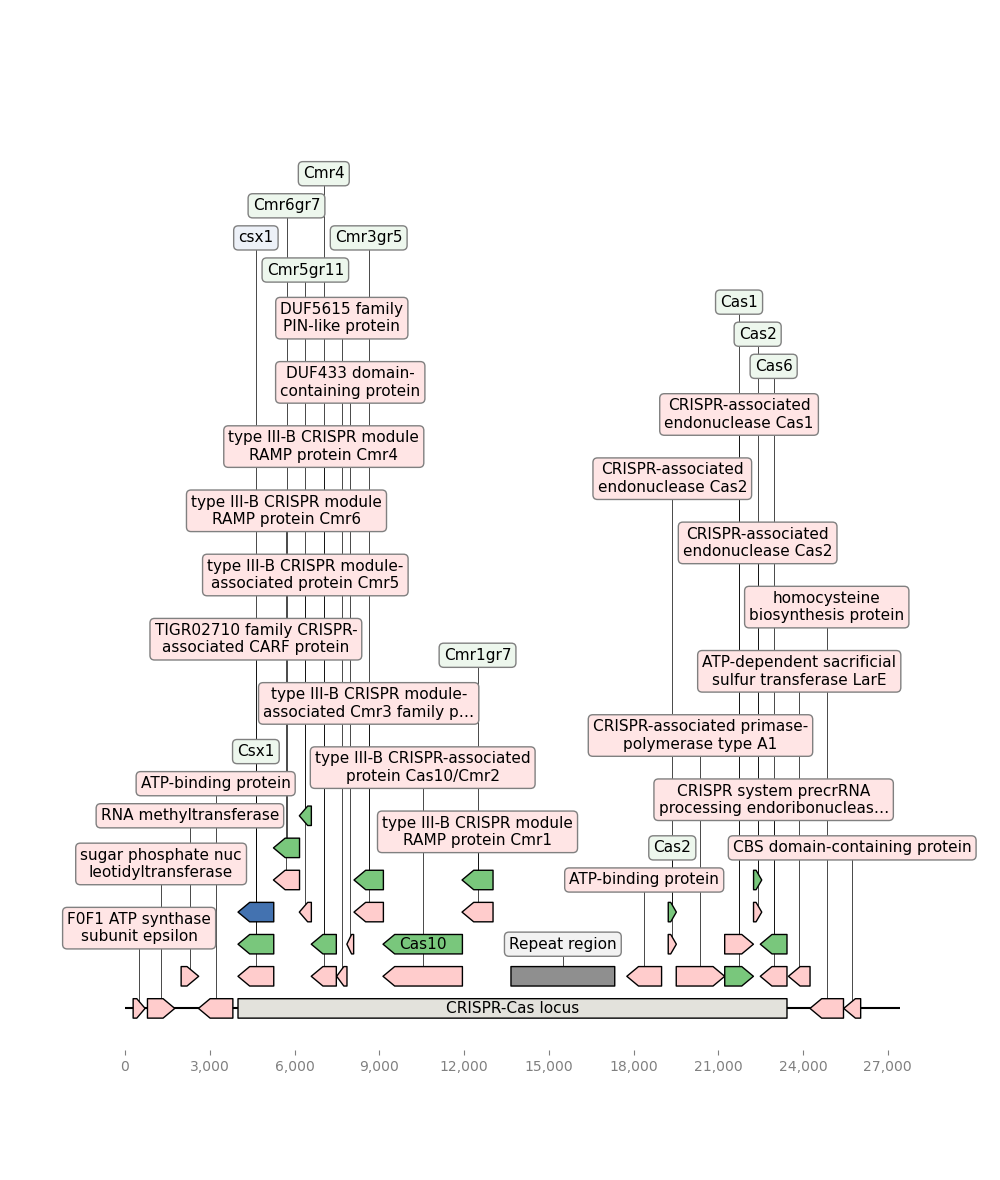 Cmr4
Cmr6gr7
csx1
Cmr3gr5
Cmr5gr11
DUF5615 family
PIN-like protein
Cas1
Cas2
Cas6
DUF433 domain-
containing protein
CRISPR-associated
endonuclease Cas1
type III-B CRISPR module
RAMP protein Cmr4
CRISPR-associated
endonuclease Cas2
type III-B CRISPR module
RAMP protein Cmr6
CRISPR-associated
endonuclease Cas2
type III-B CRISPR module-
associated protein Cmr5
homocysteine
biosynthesis protein
TIGR02710 family CRISPR-
associated CARF protein
Cmr1gr7
ATP-dependent sacrificial
sulfur transferase LarE
type III-B CRISPR module-
associated Cmr3 family p...
CRISPR-associated primase-
polymerase type A1
Csx1
type III-B CRISPR-associated
protein Cas10/Cmr2
ATP-binding protein
CRISPR system precrRNA
processing endoribonucleas...
RNA methyltransferase
type III-B CRISPR module
RAMP protein Cmr1
sugar phosphate nuc
leotidyltransferase
Cas2
CBS domain-containing protein
ATP-binding protein
F0F1 ATP synthase
subunit epsilon
Cas10
Repeat region
CRISPR-Cas locus
0 3,000 6,000 9,000 12,000 15,000 18,000 21,000 24,000 27,000